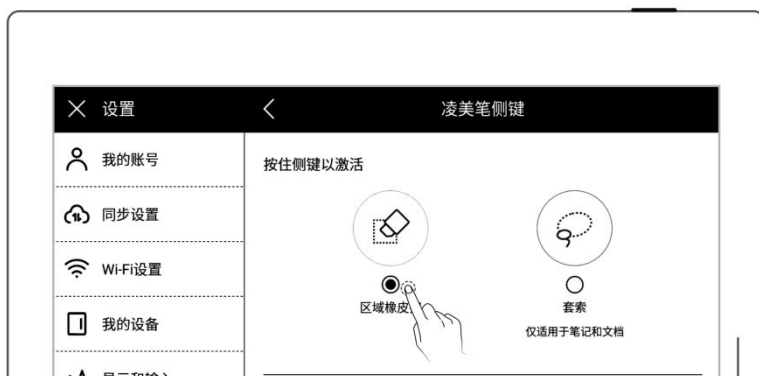 设置
凌美笔侧键
我的账号
同步设置
Wi-Fi设置
我的设备
按住侧键以激活
区域橡皮
套索
仅适用于笔记和文档